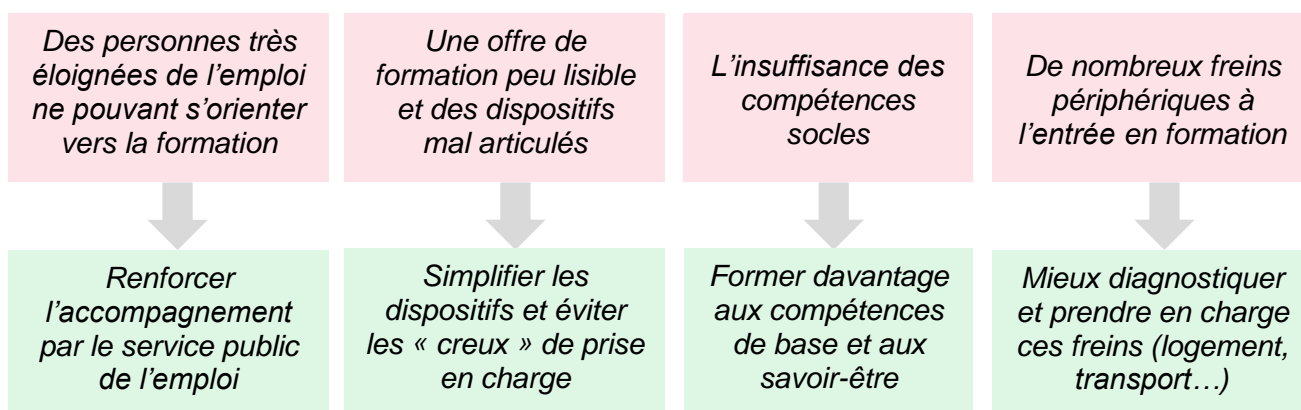 Des personnes très
éloignées de l’emploi
ne pouvant s’orienter
vers la formation
Une offre de
formation peu lisible
et des dispositifs
mal articulés
L’insuffisance des
compétences
socles
De nombreux freins
périphériques à
l’entrée en formation
Renforcer
l’accompagnement
par le service public
de l’emploi
Simplifier les
dispositifs et éviter
les « creux » de prise
en charge
Former davantage
aux compétences
de base et aux
savoir-être
Mieux diagnostiquer
et prendre en charge
ces freins (logement,
transport…)